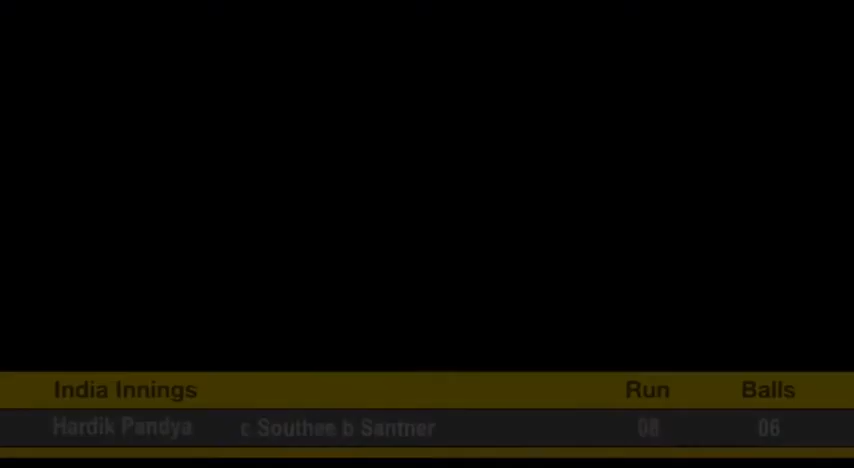 India Innings Run Balls
Hardik Pandya c Southee b Santner 08 06